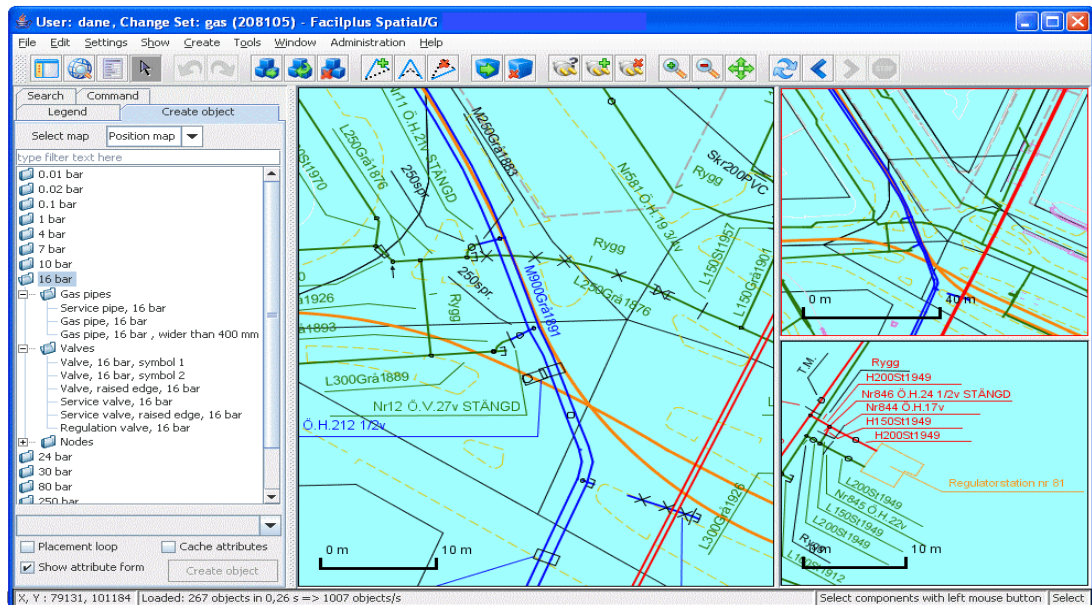 User: dane, Change Set: gas (208105) - Facilplus Spatial/G
File Edit Settings Show Create Tools Window Administration Help
Search Command
Legend Create object
Select map Position map
type filter text here
0.01 bar
0.02 bar
0.1 bar
1 bar
4 bar
7 bar
10 bar
16 bar
Gas pipes
Service pipe, 16 bar
Gas pipe, 16 bar
Gas pipe, 16 bar , wider than 400 mm
Valves
Valve, 16 bar, symbol 1
Valve, 16 bar, symbol 2
Valve, raised edge, 16 bar
Service valve, 16 bar
Service valve, raised edge, 16 bar
Regulation valve, 16 bar
Nodes
24 bar
30 bar
80 bar
250 bar
Placement loop Cache attributes
Show attribute form Create object
Nr11 Ö.H.21v STÄNGD
M250Grå1883
L250Grå1876
250spr.
Skr200PVC
Rygg
Nr581 Ö.H.19 3/4v
Rygg
L150St1957
L150Grå1901
250spr.
Rygg
L250Grå1876
M900Grå1891
L300Grå1889
Nr12 Ö.V.27v STÄNGD
Ö.H.212 1/2v
L300Grå1926
0 m 10 m
0 m 40 m
T.M.
Rygg
H200St1949
Nr846 Ö.H.24 1/2v STÄNGD
Nr844 Ö.H.17v
H150St1949
H200St1949
Regulatorstation nr 81
L200St1949
Nr845 Ö.H.22v
L150St1949
L200St1949
Rygg
L100St1912
10 m
X, Y : 79131, 101184 Loaded: 267 objects in 0,26 s => 1007 objects/s Select components with left mouse button Select